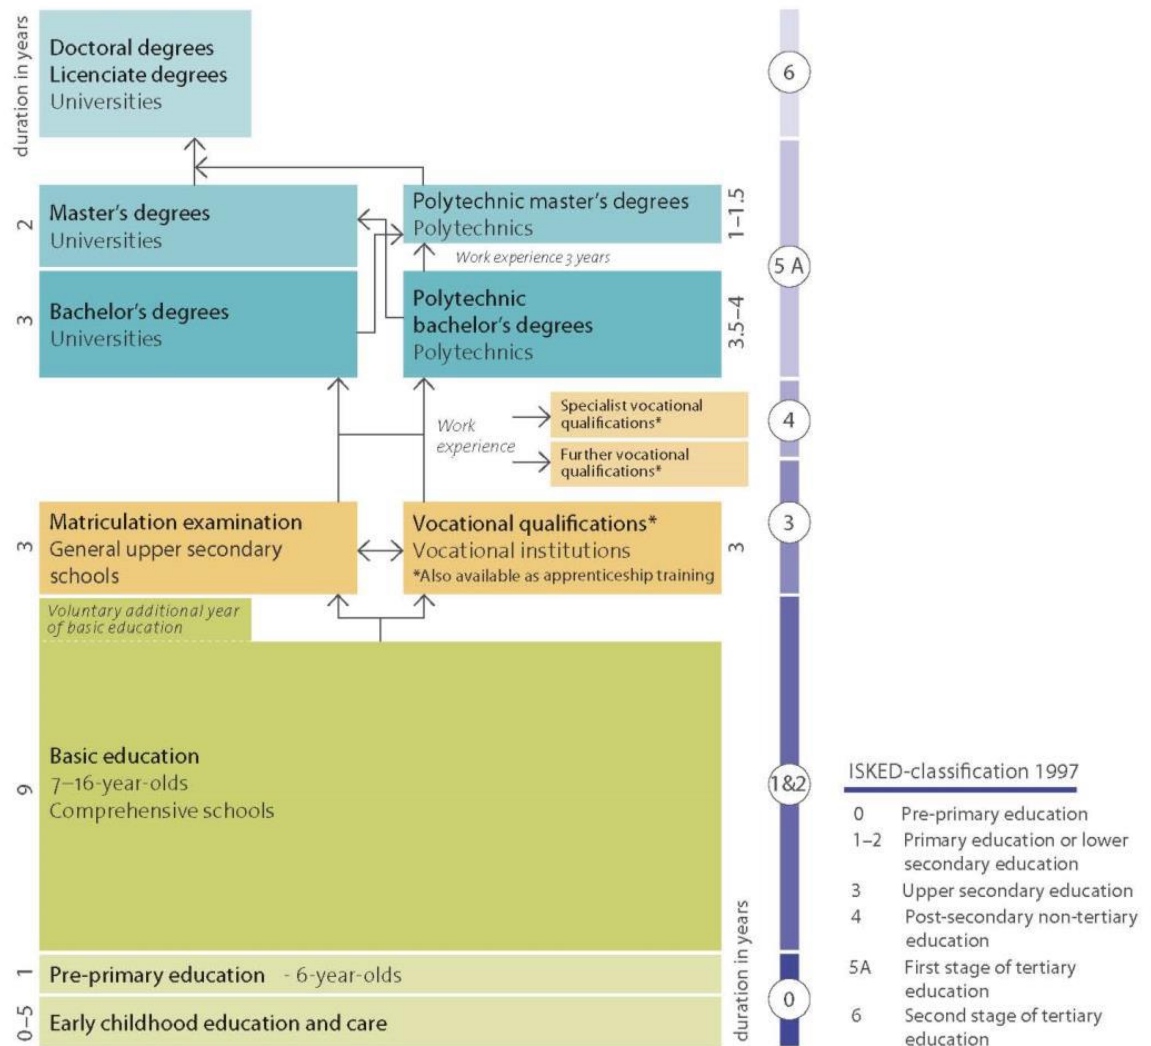 duration in years
Doctoral degrees
Licenciate degrees
Universities
6
2
Master's degrees
Universities
Polytechnic master's degrees
Polytechnics
1–1.5
Work experience 3 years
5 A
3
Bachelor's degrees
Universities
Polytechnic
bachelor's degrees
Polytechnics
3.5–4
Work
experience
Specialist vocational
qualifications*
Further vocational
qualifications*
4
3
Matriculation examination
General upper secondary
schools
Vocational qualifications*
Vocational institutions
*Also available as apprenticeship training
3
3
Voluntary additional year
of basic education
9
Basic education
7–16-year-olds
Comprehensive schools
1&2
1
Pre-primary education - 6-year-olds
0–5
Early childhood education and care
duration in years
0
ISKED-classification 1997
0 Pre-primary education
1–2 Primary education or lower
secondary education
3 Upper secondary education
4 Post-secondary non-tertiary
education
5A First stage of tertiary
education
6 Second stage of tertiary
education